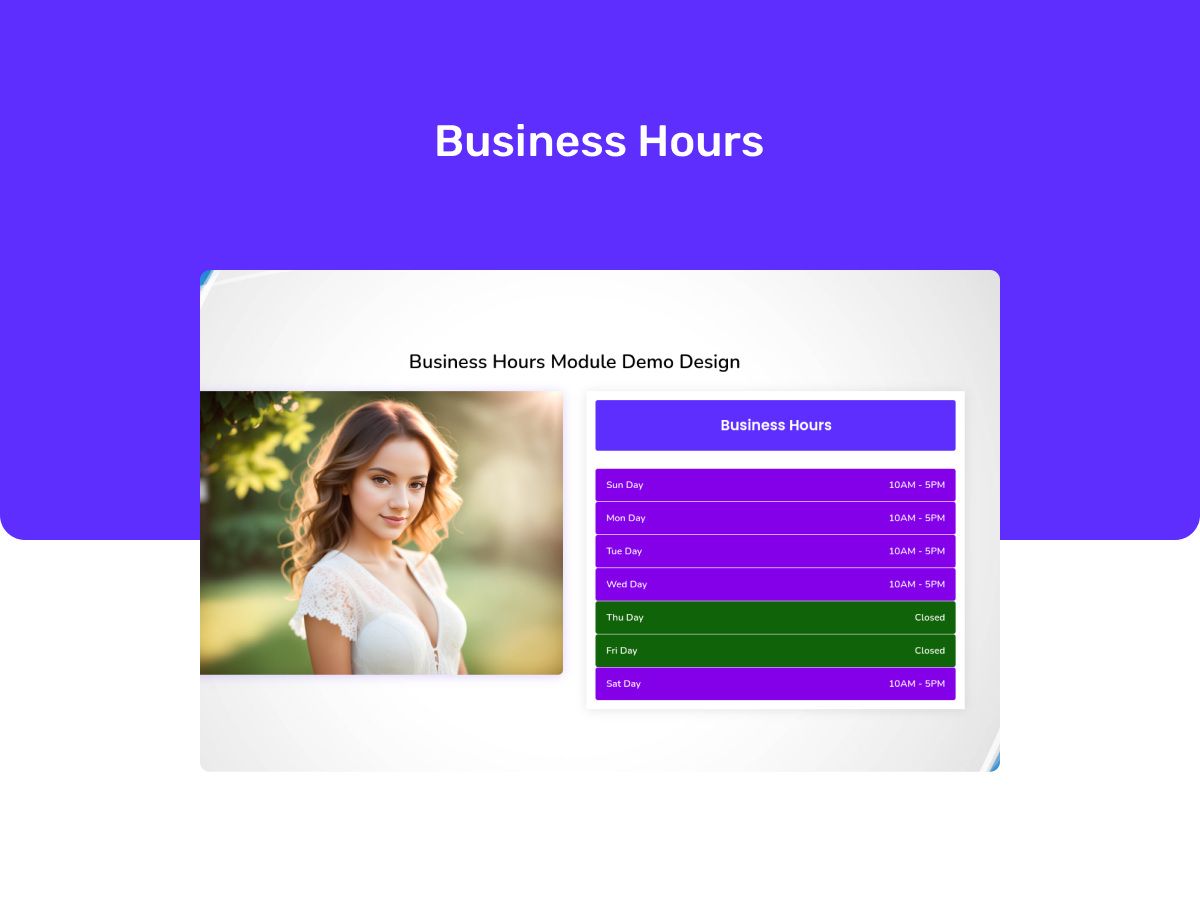 Business Hours
Business Hours Module Demo Design
Business Hours
Sun Day 10AM - 5PM
Mon Day 10AM - 5PM
Tue Day 10AM - 5PM
Wed Day 10AM - 5PM
Thu Day Closed
Fri Day Closed
Sat Day 10AM - 5PM